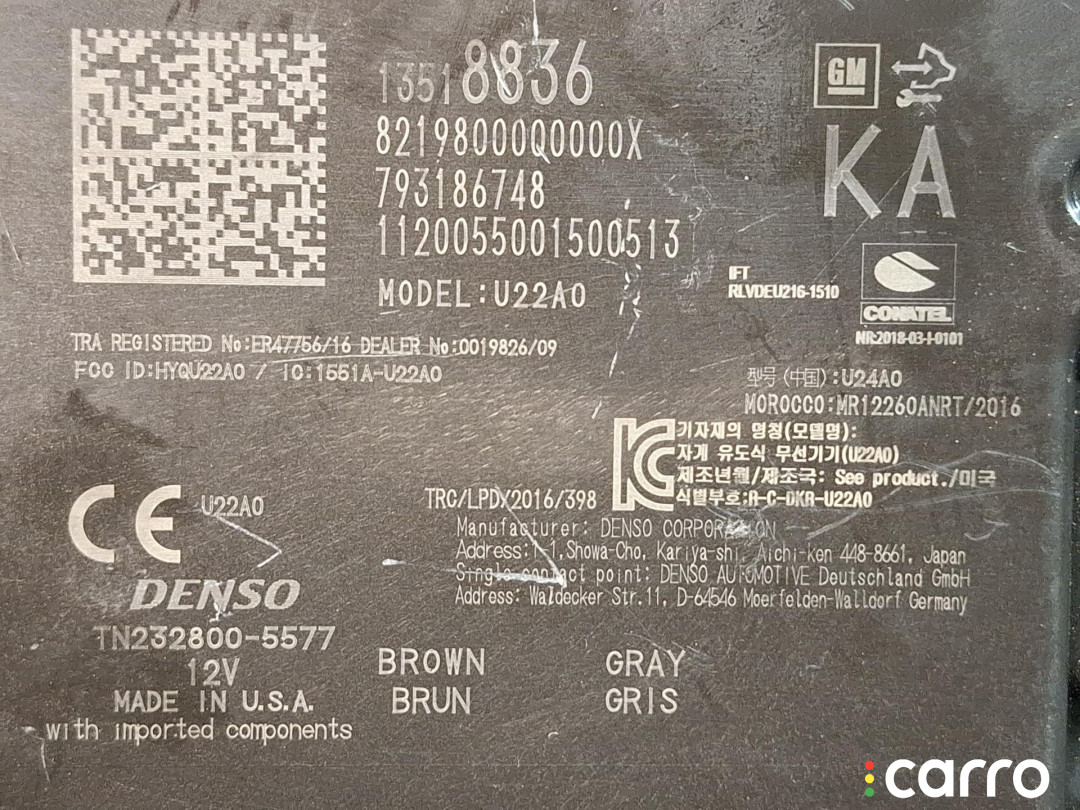 13518836
8219800000000X
793186748
1120055001500513
MODEL:U22A0
GM
KA
IFT
RLVDEU216-1510
CONATEL
NR:2018-03-I-0101
TRA REGISTERED No:ER47756/16 DEALER No:0019826/09
FCC ID:HYQU22A0 / IC:1551A-U22A0
型号(中国):U24A0
MOROCCO:MR12260ANRT/2016
기자재의 명칭(모델명):
자계 유도식 무선기기(U22A0)
제조년월/제조국: See product./미국
식별부호:R-C-DKR-U22A0
CE U22A0
TRC/LPD/2016/398
Manufacturer: DENSO CORPORATION
Address:1-1,Showa-Cho, Kariya-shi, Aichi-ken 448-8661, Japan
Single contact point: DENSO AUTOMOTIVE Deutschland GmbH
Address: Waldecker Str.11, D-64546 Moerfelden-Walldorf Germany
DENSO
TN232800-5577
12V
MADE IN U.S.A.
with imported components
BROWN GRAY
BRUN GRIS
carro